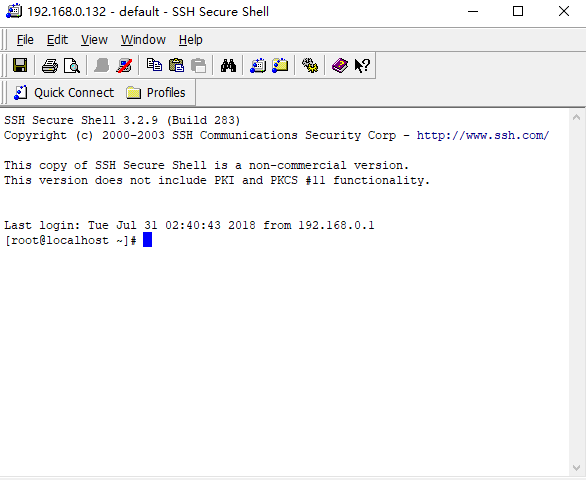 192.168.0.132 - default - SSH Secure Shell
File Edit View Window Help
Quick Connect Profiles
SSH Secure Shell 3.2.9 (Build 283)
Copyright (c) 2000-2003 SSH Communications Security Corp - http://www.ssh.com/
This copy of SSH Secure Shell is a non-commercial version.
This version does not include PKI and PKCS #11 functionality.
Last login: Tue Jul 31 02:40:43 2018 from 192.168.0.1
[root@localhost ~]#